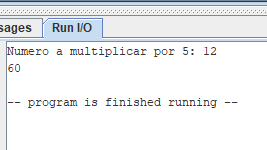 sages Run I/O
Numero a multiplicar por 5: 12
60
-- program is finished running --